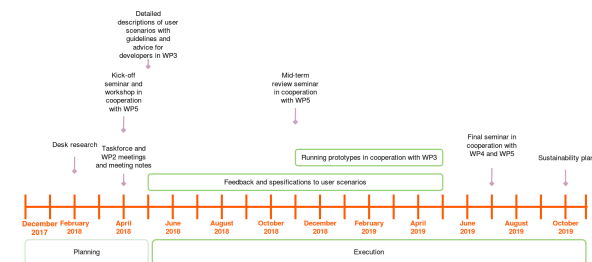 Detailed
descriptions of user
scenarios with
guidelines and
advice for
developers in WP3
Kick-off
seminar and
workshop in
cooperation
with WP5
Mid-term
review seminar
in cooperation
with WP5
Desk research
Taskforce and
WP2 meetings
and meeting notes
Running prototypes in cooperation with WP3
Final seminar in
cooperation with
WP4 and WP5
Sustainability plan
Feedback and spesifications to user scenarios
December
2017
February
2018
April
2018
June
2018
August
2018
October
2018
December
2018
February
2019
April
2019
June
2019
August
2019
October
2019
Planning
Execution